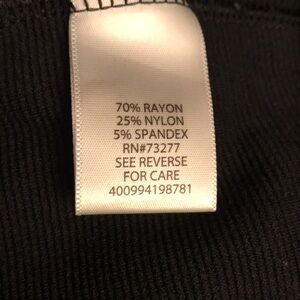 70% RAYON
25% NYLON
5% SPANDEX
RN#73277
SEE REVERSE
FOR CARE
400994198781